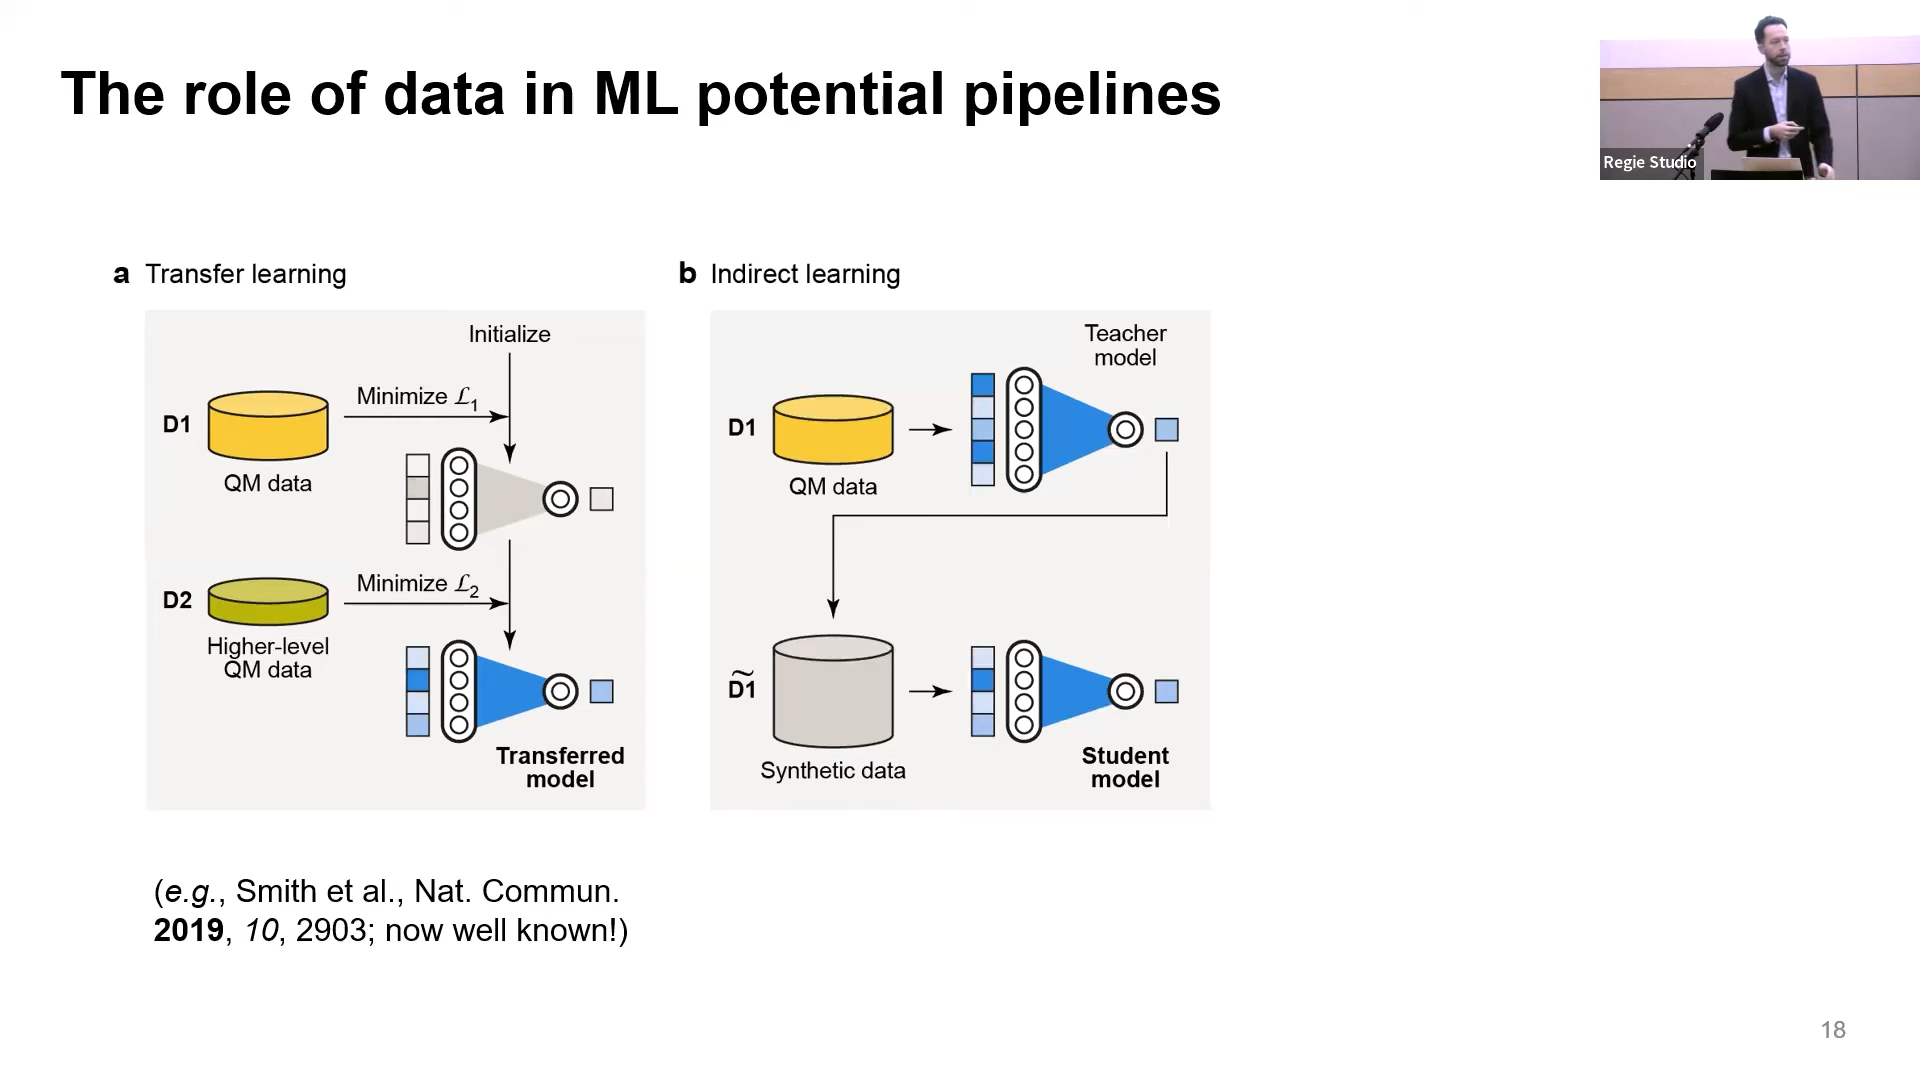 The role of data in ML potential pipelines
Regie Studio
a Transfer learning
Initialize
Minimize ℒ1
D1
QM data
Minimize ℒ2
D2
Higher-level
QM data
Transferred
model
b Indirect learning
Teacher
model
D1
QM data
D̃1
Synthetic data
Student
model
(e.g., Smith et al., Nat. Commun.
2019, 10, 2903; now well known!)
18